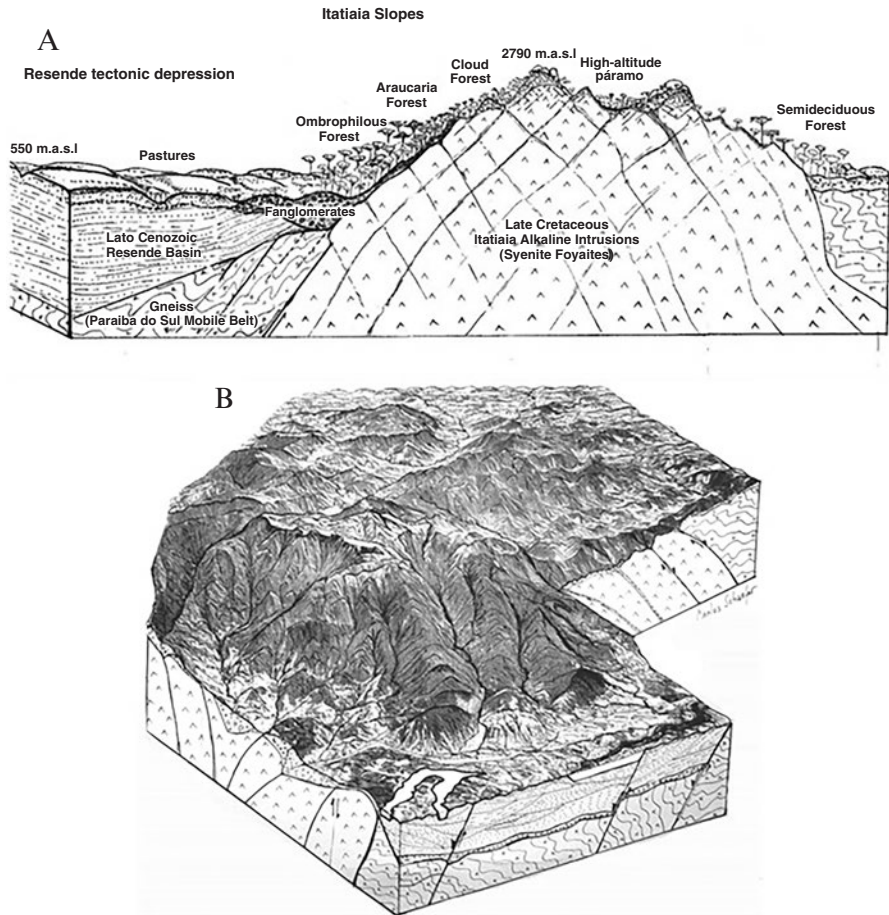 Itatiaia Slopes
A
Resende tectonic depression
2790 m.a.s.l
High-altitude
páramo
Cloud
Forest
Araucaria
Forest
Ombrophilous
Forest
Semideciduous
Forest
550 m.a.s.l
Pastures
Fanglomerates
Lato Cenozoic
Resende Basin
Late Cretaceous
Itatiaia Alkaline Intrusions
(Syenite Foyaites)
Gneiss
(Paraiba do Sul Mobile Belt)
B